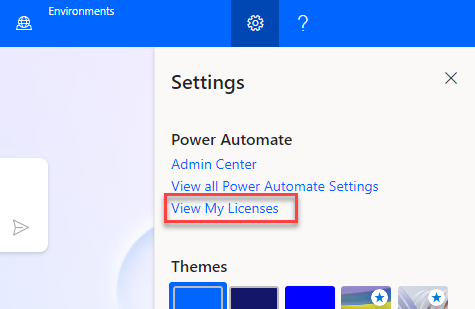 Environments
?
Settings
Power Automate
Admin Center
View all Power Automate Settings
View My Licenses
Themes